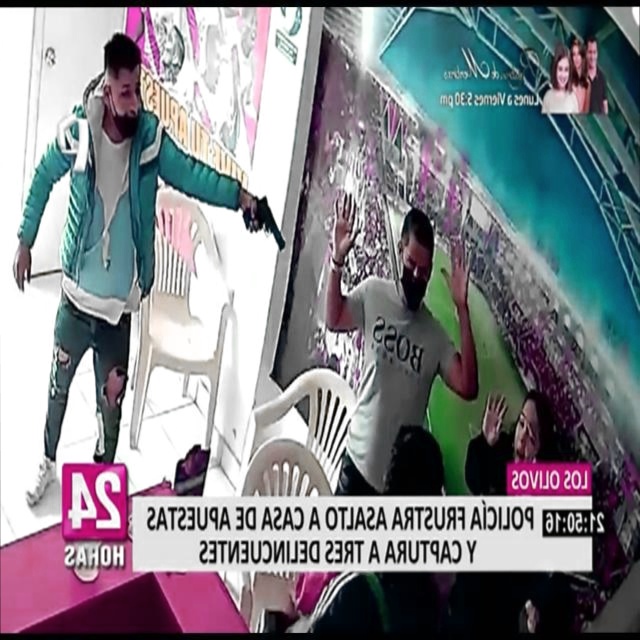 Lunes a Viernes 5:30 pm
BOSS
LOS OLIVOS
24
HORAS
21:50:16
POLICÍA FRUSTRA ASALTO A CASA DE APUESTAS
Y CAPTURA A TRES DELINCUENTES